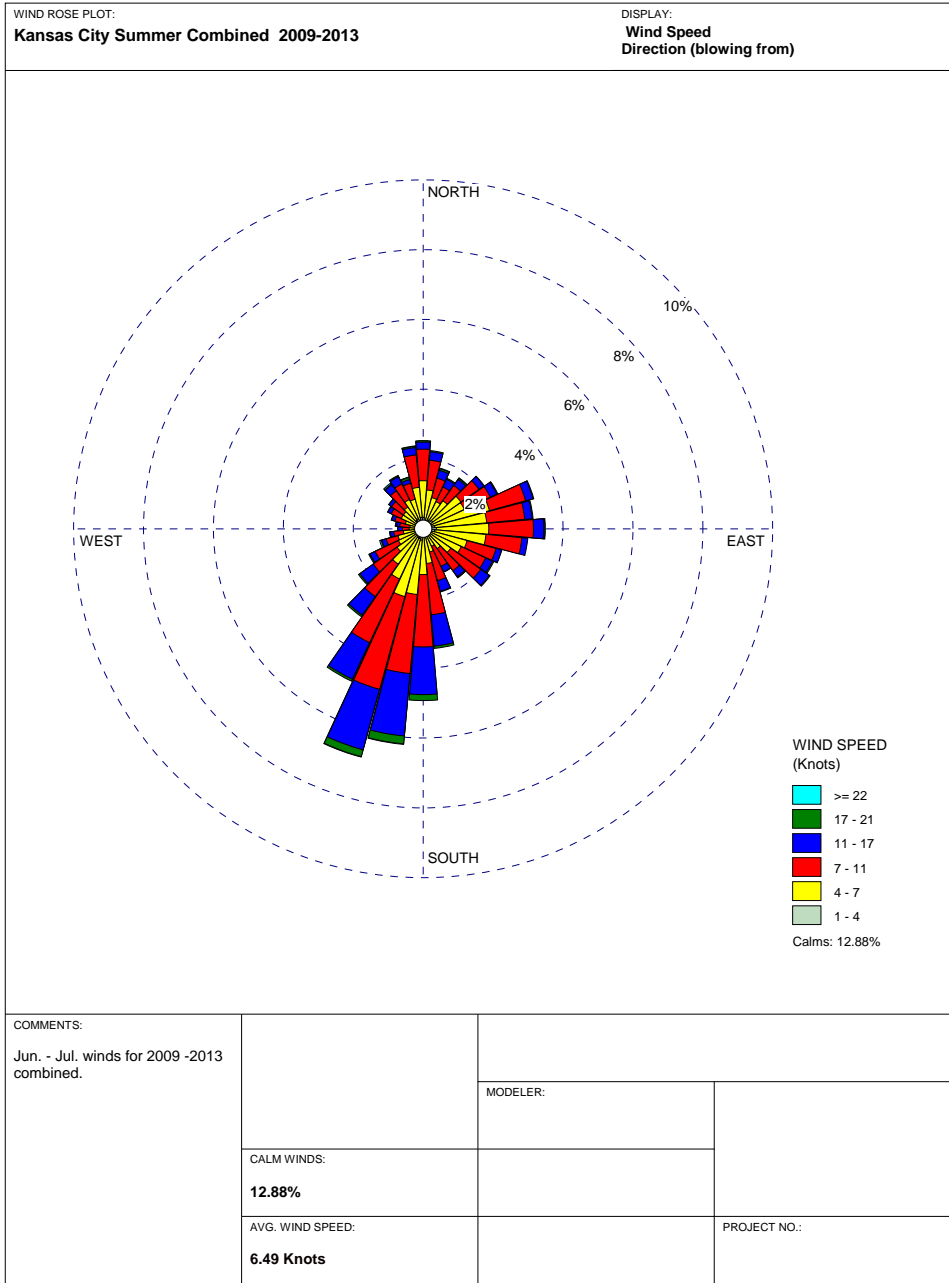 WIND ROSE PLOT:
Kansas City Summer Combined  2009-2013
DISPLAY:
Wind Speed
Direction (blowing from)
NORTH
10%
8%
6%
4%
2%
WEST
EAST
SOUTH
WIND SPEED
(Knots)
>= 22
17 - 21
11 - 17
7 - 11
4 - 7
1 - 4
Calms: 12.88%
COMMENTS:
Jun. - Jul. winds for 2009 -2013
combined.
MODELER:
CALM WINDS:
12.88%
AVG. WIND SPEED:
6.49 Knots
PROJECT NO.: